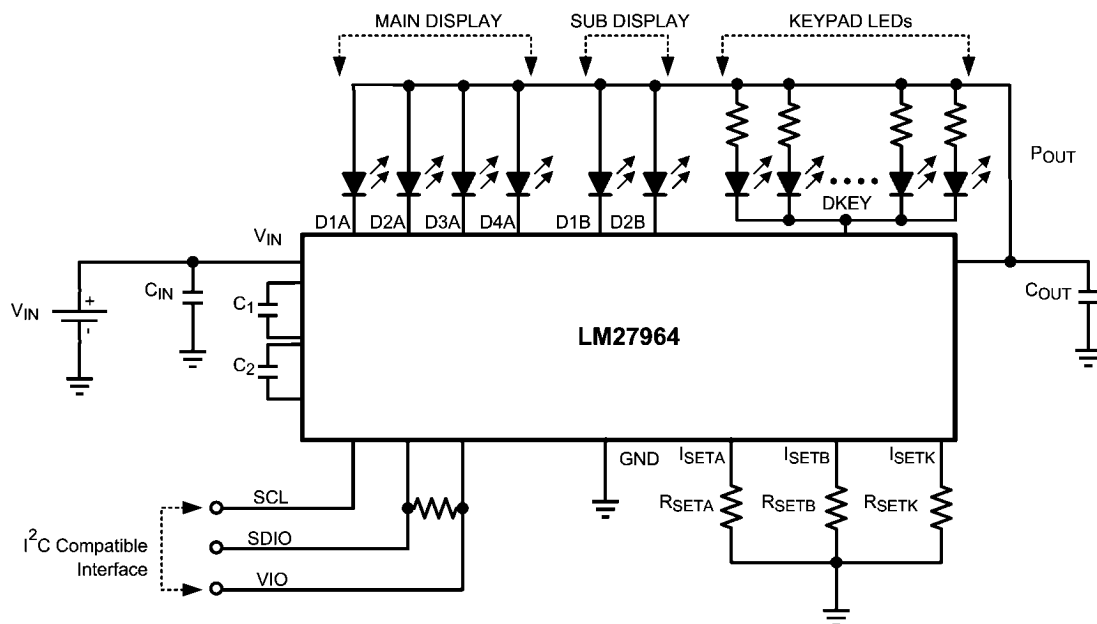 MAIN DISPLAY SUB DISPLAY KEYPAD LEDs
POUT
DKEY
D1A D2A D3A D4A D1B D2B
VIN
CIN
VIN
+
-
C1
C2
COUT
LM27964
GND ISETA ISETB ISETK
RSETA RSETB RSETK
SCL
SDIO
VIO
I2C Compatible
Interface